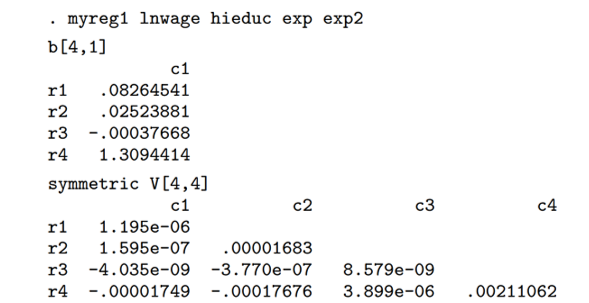 . myreg1 lnwage hieduc exp exp2
b[4,1]
c1
r1 .08264541
r2 .02523881
r3 -.00037668
r4 1.3094414
symmetric V[4,4]
c1 c2 c3 c4
r1 1.195e-06
r2 1.595e-07 .00001683
r3 -4.035e-09 -3.770e-07 8.579e-09
r4 -.00001749 -.00017676 3.899e-06 .00211062